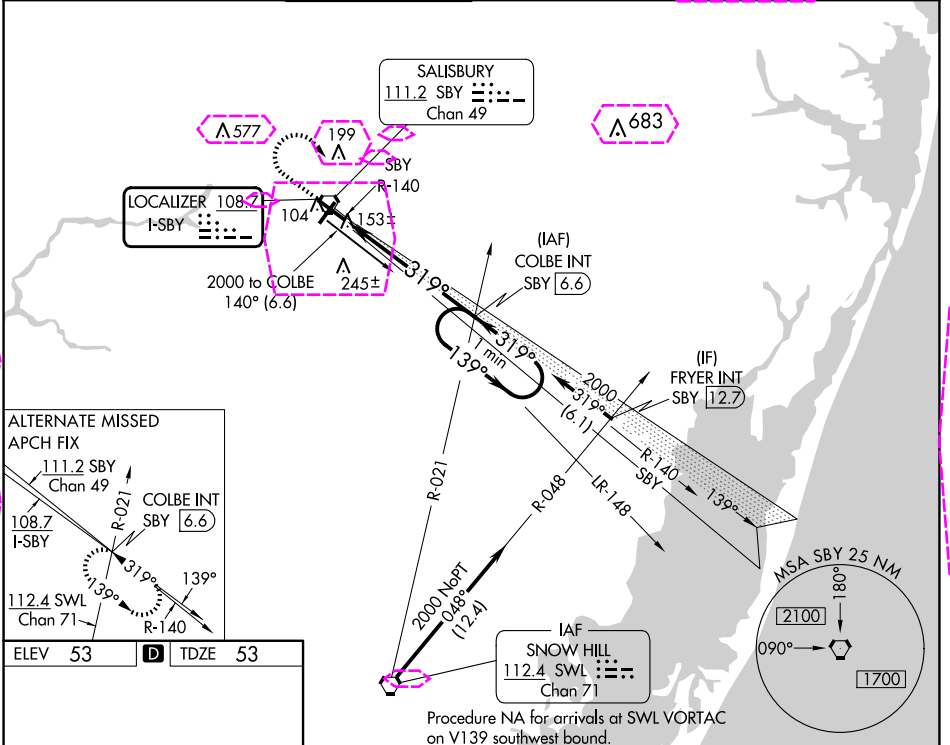 SALISBURY
111.2 SBY
Chan 49
577
199
683
SBY
R-140
LOCALIZER 108.7
I-SBY
104
153±
245±
2000 to COLBE
140° (6.6)
319°
(IAF)
COLBE INT
SBY 6.6
319°
1 min
139°
2000
319°
(6.1)
(IF)
FRYER INT
SBY 12.7
R-140
SBY
139°
R-021
R-048
LR-148
2000 NoPT
048°
(12.4)
ALTERNATE MISSED
APCH FIX
111.2 SBY
Chan 49
R-021
COLBE INT
SBY 6.6
108.7
I-SBY
319°
139°
139°
112.4 SWL
Chan 71
R-140
MSA SBY 25 NM
180°
2100
090°
1700
IAF
SNOW HILL
112.4 SWL
Chan 71
ELEV 53 D TDZE 53
Procedure NA for arrivals at SWL VORTAC
on V139 southwest bound.